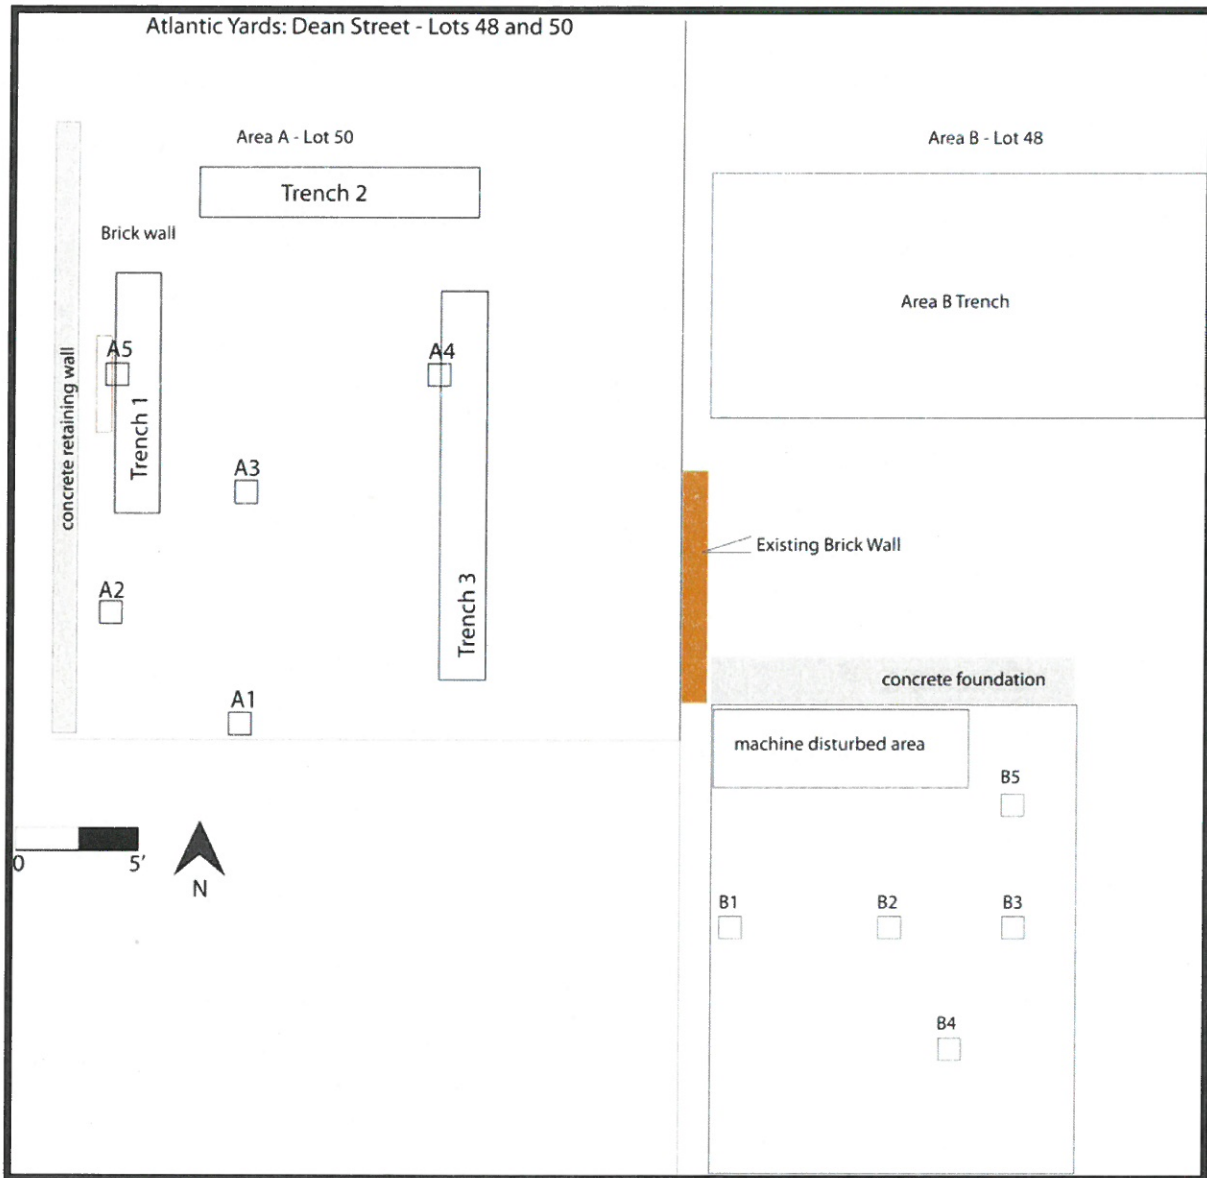 Atlantic Yards: Dean Street - Lots 48 and 50
Area A - Lot 50
Area B - Lot 48
Trench 2
Brick wall
Area B Trench
concrete retaining wall
A5
A4
Trench 1
A3
Existing Brick Wall
A2
Trench 3
concrete foundation
A1
machine disturbed area
B5
0 5'
N
B1 B2 B3
B4